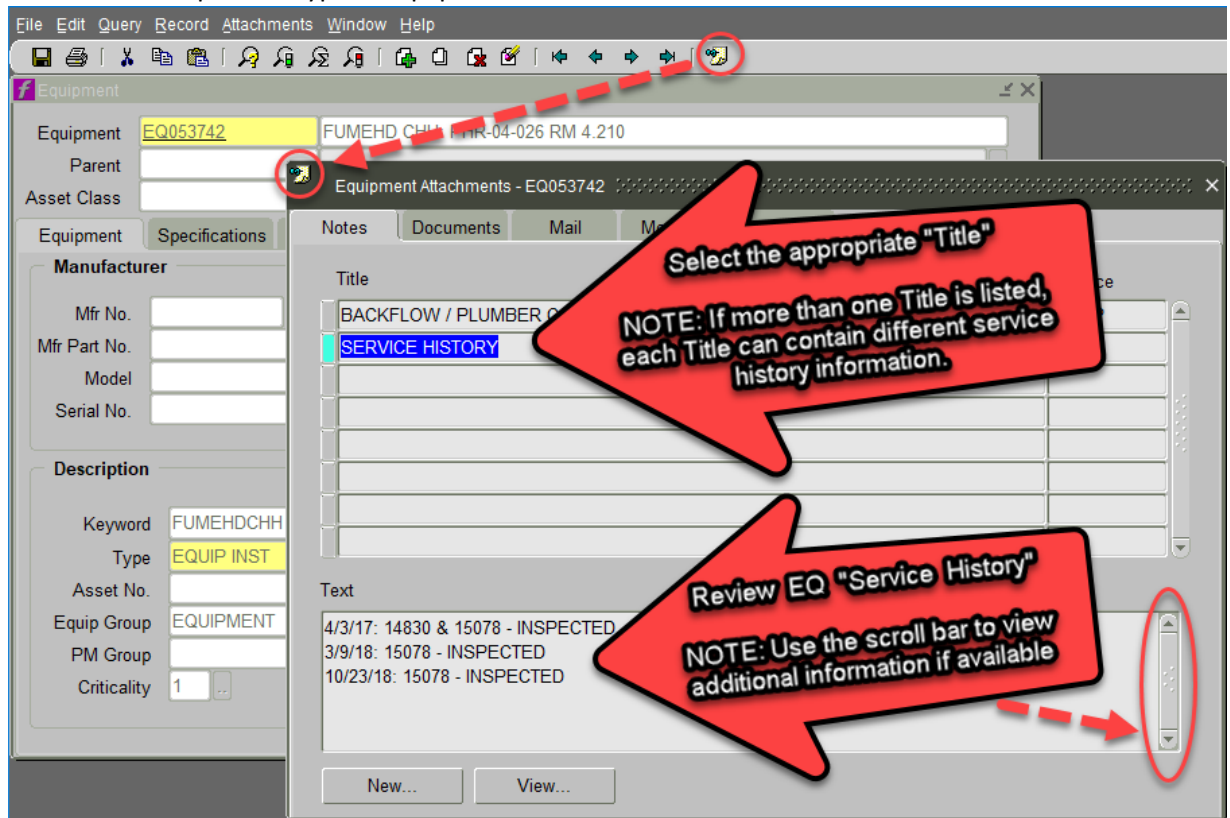 File Edit Query Record Attachments Window Help
Equipment
Equipment EQ053742 FUMEHD CHH FHR-04-026 RM 4.210
Parent
Asset Class
Equipment Specifications
Manufacturer
Mfr No.
Mfr Part No.
Model
Serial No.
Description
Keyword FUMEHDCHH
Type EQUIP INST
Asset No.
Equip Group EQUIPMENT
PM Group
Criticality 1 ..
Equipment Attachments - EQ053742
Notes Documents Mail
Title
BACKFLOW / PLUMBER
SERVICE HISTORY
Select the appropriate "Title"
NOTE: If more than one Title is listed,
each Title can contain different service
history information.
Text
4/3/17: 14830 & 15078 - INSPECTED
3/9/18: 15078 - INSPECTED
10/23/18: 15078 - INSPECTED
Review EQ "Service History"
NOTE: Use the scroll bar to view
additional information if available
New... View...